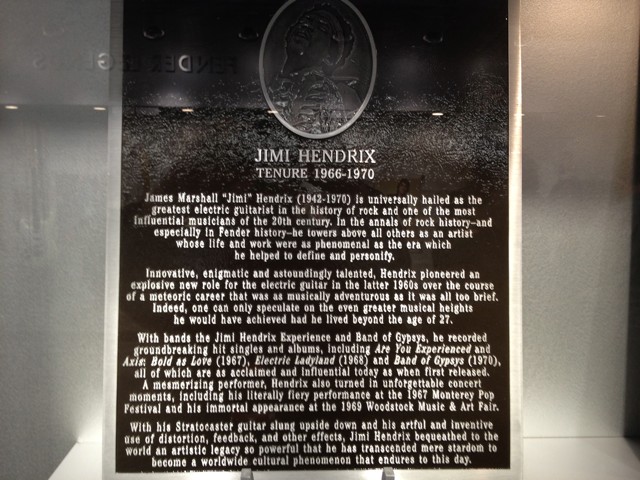 FENDER LEGENDS
JIMI HENDRIX
TENURE 1966-1970
James Marshall "Jimi" Hendrix (1942-1970) is universally hailed as the
greatest electric guitarist in the history of rock and one of the most
influential musicians of the 20th century. In the annals of rock history—and
especially in Fender history—he towers above all others as an artist
whose life and work were as phenomenal as the era which
he helped to define and personify.
Innovative, enigmatic and astoundingly talented, Hendrix pioneered an
explosive new role for the electric guitar in the latter 1960s over the course
of a meteoric career that was as musically adventurous as it was all too brief.
Indeed, one can only speculate on the even greater musical heights
he would have achieved had he lived beyond the age of 27.
With bands the Jimi Hendrix Experience and Band of Gypsys, he recorded
groundbreaking hit singles and albums, including Are You Experienced and
Axis: Bold as Love (1967), Electric Ladyland (1968) and Band of Gypsys (1970),
all of which are as acclaimed and influential today as when first released.
A mesmerizing performer, Hendrix also turned in unforgettable concert
moments, including his literally fiery performance at the 1967 Monterey Pop
Festival and his immortal appearance at the 1969 Woodstock Music & Art Fair.
With his Stratocaster guitar slung upside down and his artful and inventive
use of distortion, feedback, and other effects, Jimi Hendrix bequeathed to the
world an artistic legacy so powerful that he has transcended mere stardom to
become a worldwide cultural phenomenon that endures to this day.